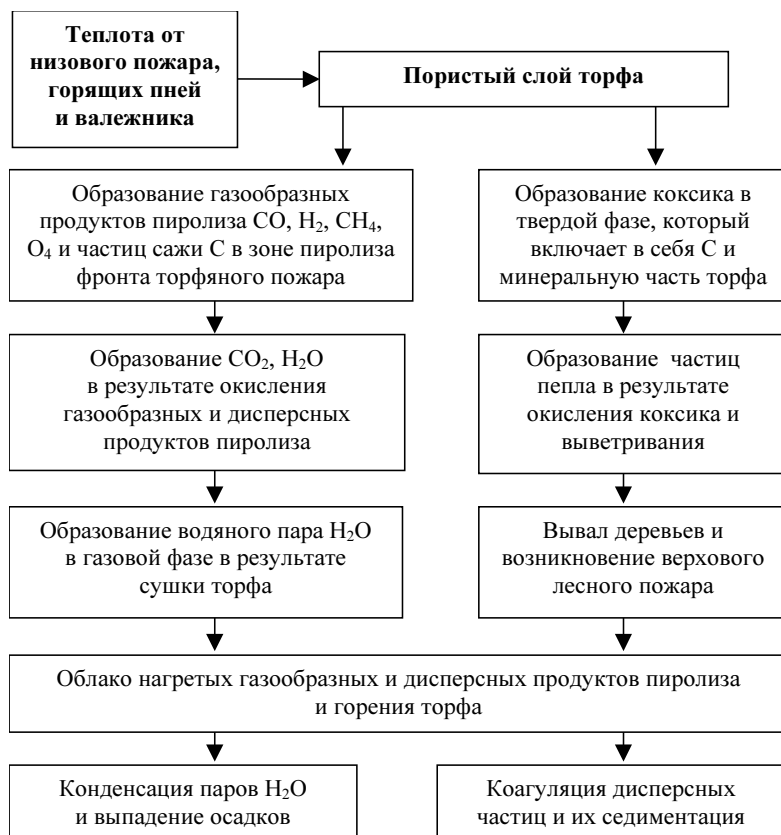 Теплота от
низового пожара,
горящих пней
и валежника
Пористый слой торфа
Образование газообразных
продуктов пиролиза CO, H₂, CH₄,
O₄ и частиц сажи C в зоне пиролиза
фронта торфяного пожара
Образование коксика в
твердой фазе, который
включает в себя C и
минеральную часть торфа
Образование CO₂, H₂O
в результате окисления
газообразных и дисперсных
продуктов пиролиза
Образование частиц
пепла в результате
окисления коксика и
выветривания
Образование водяного пара H₂O
в газовой фазе в результате
сушки торфа
Вывал деревьев и
возникновение верхового
лесного пожара
Облако нагретых газообразных и дисперсных продуктов пиролиза
и горения торфа
Конденсация паров H₂O
и выпадение осадков
Коагуляция дисперсных
частиц и их седиментация